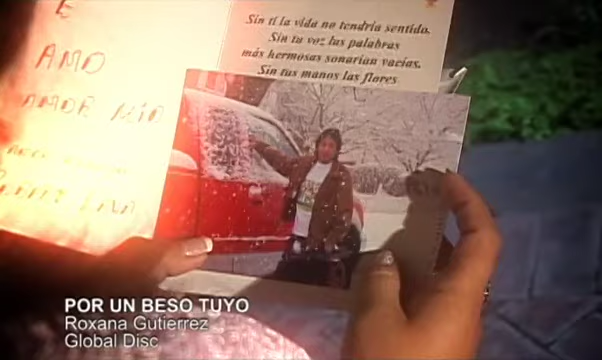 E
AMO
AMOR MIO
Sin ti la vida no tendría sentido.
Sin tu voz las palabras
más hermosas sonarían vacías.
Sin tus manos las flores
POR UN BESO TUYO
Roxana Gutierrez
Global Disc